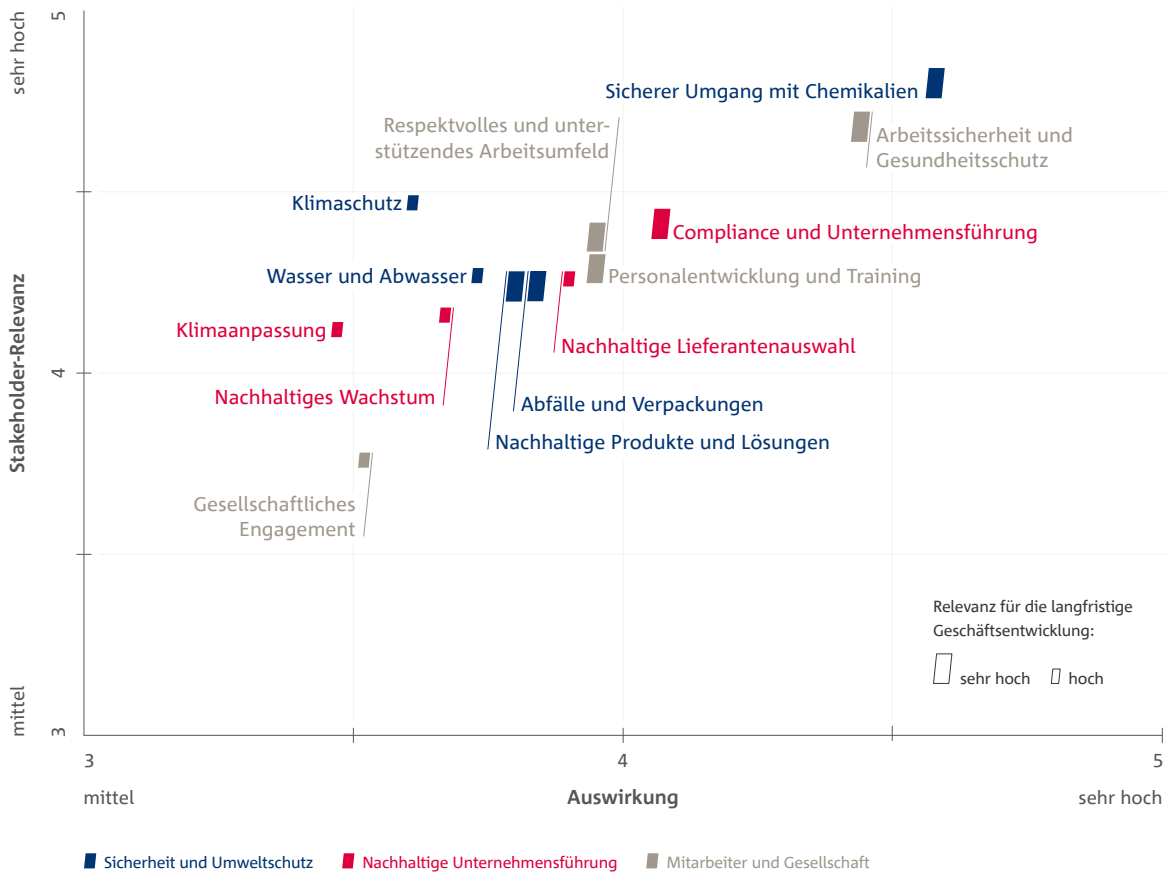 sehr hoch
5
Sicherer Umgang mit Chemikalien
Respektvolles und unter-
stützendes Arbeitsumfeld
Arbeitssicherheit und
Gesundheitsschutz
Klimaschutz
Compliance und Unternehmensführung
Wasser und Abwasser
Personalentwicklung und Training
Klimaanpassung
Nachhaltige Lieferantenauswahl
Stakeholder-Relevanz
4
Nachhaltiges Wachstum
Abfälle und Verpackungen
Nachhaltige Produkte und Lösungen
Gesellschaftliches
Engagement
Relevanz für die langfristige
Geschäftsentwicklung:
sehr hoch hoch
mittel
3
3 4 5
mittel Auswirkung sehr hoch
Sicherheit und Umweltschutz Nachhaltige Unternehmensführung Mitarbeiter und Gesellschaft